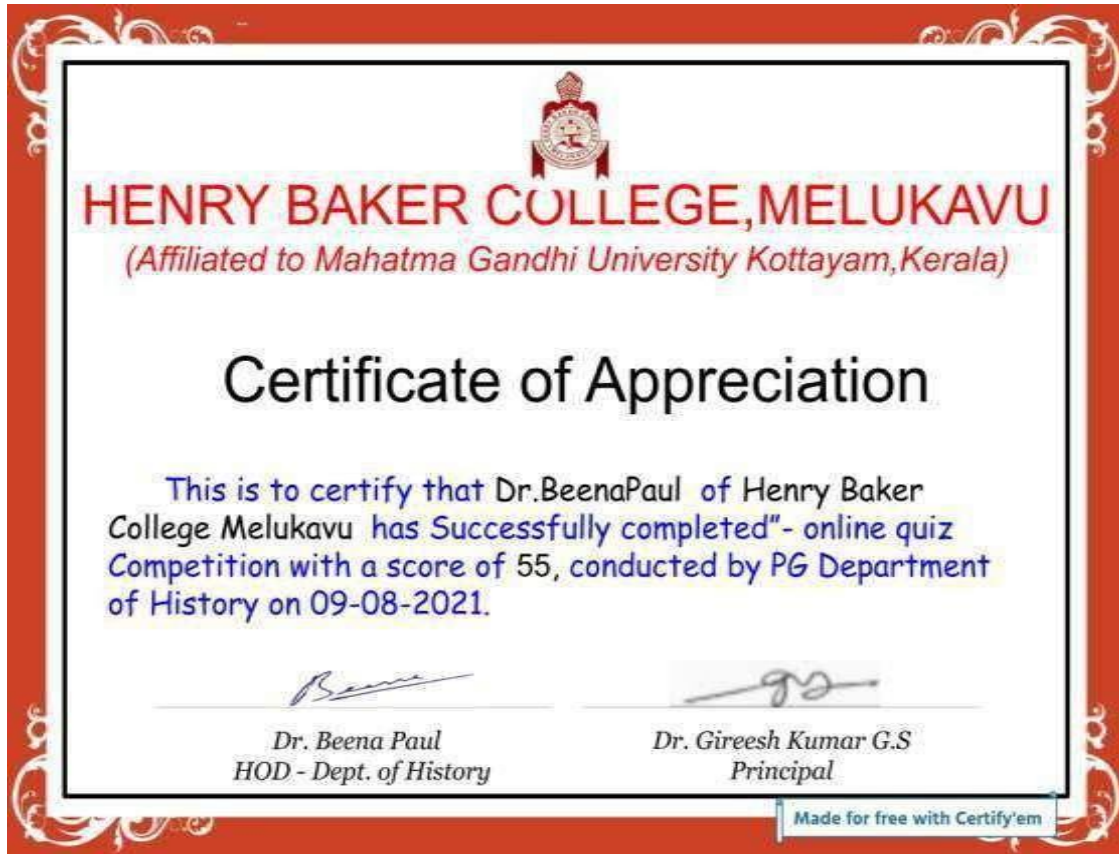 HENRY BAKER COLLEGE,MELUKAVU
(Affiliated to Mahatma Gandhi University Kottayam,Kerala)
Certificate of Appreciation
This is to certify that Dr.BeenaPaul of Henry Baker
College Melukavu has Successfully completed"- online quiz
Competition with a score of 55, conducted by PG Department
of History on 09-08-2021.
Beena
Dr. Beena Paul
HOD - Dept. of History
Dr. Gireesh Kumar G.S
Principal
Made for free with Certify'em